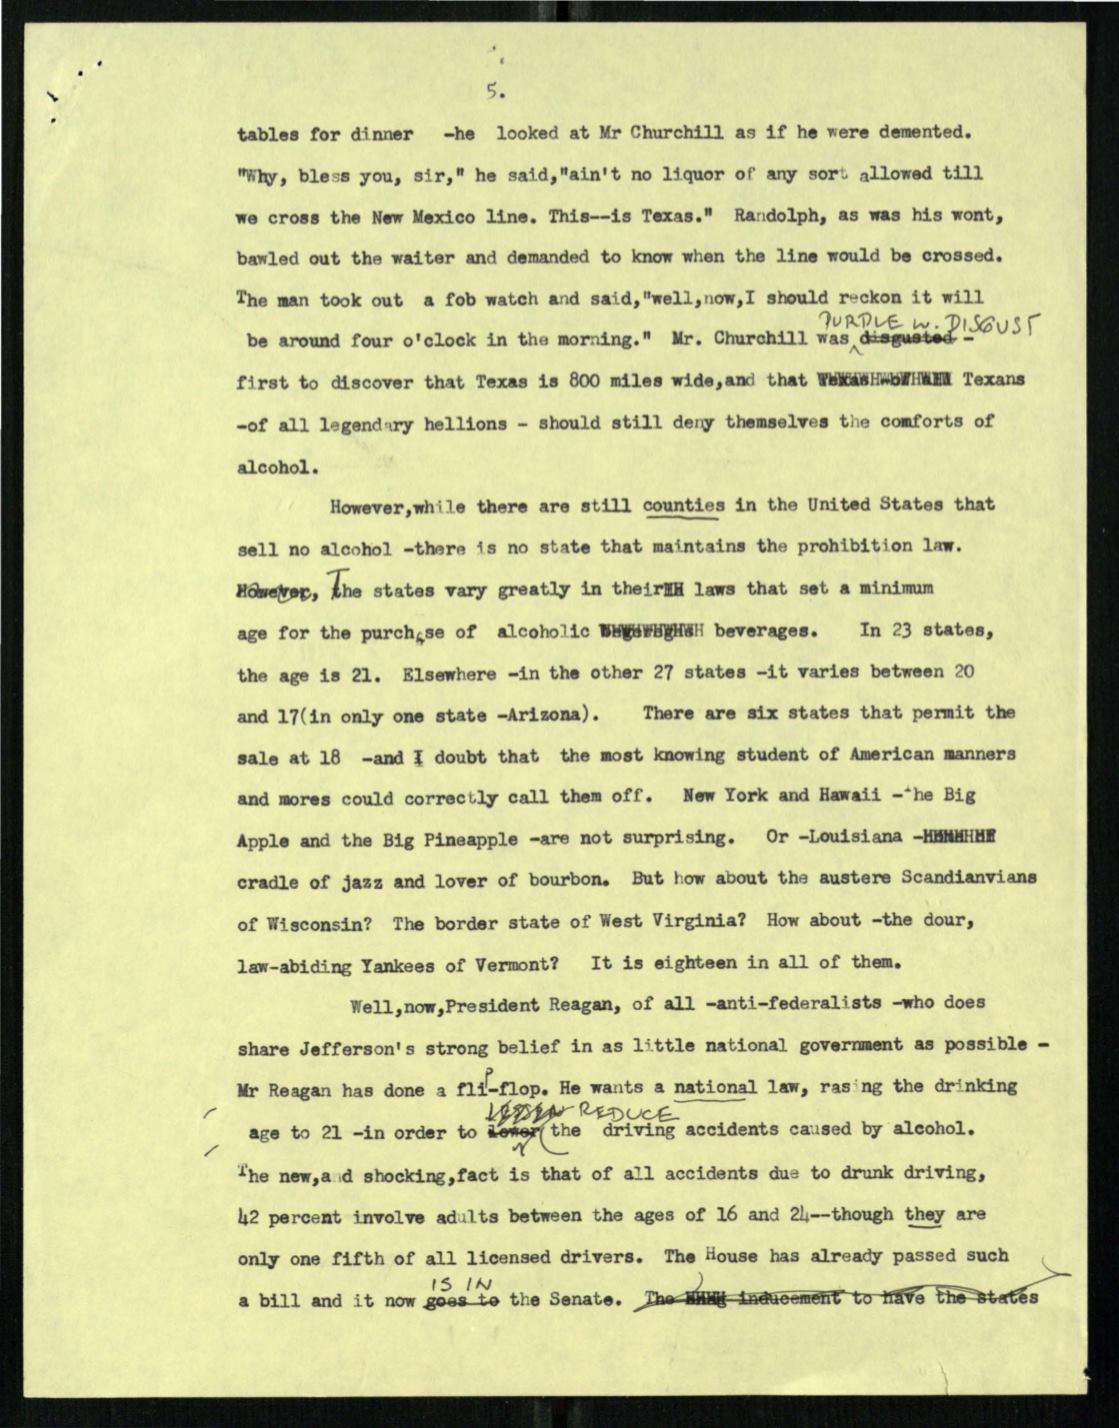 5.
tables for dinner -he looked at Mr Churchill as if he were demented.
"Why, bless you, sir," he said,"ain't no liquor of any sort allowed till
we cross the New Mexico line. This--is Texas." Randolph, as was his wont,
bawled out the waiter and demanded to know when the line would be crossed.
The man took out a fob watch and said,"well,now,I should reckon it will
PURPLE W. DISGUST
be around four o'clock in the morning." Mr. Churchill was disgusted -
first to discover that Texas is 800 miles wide,and that Texans
-of all legendary hellions - should still deny themselves the comforts of
alcohol.
However,while there are still counties in the United States that
sell no alcohol -there is no state that maintains the prohibition law.
However, The states vary greatly in their laws that set a minimum
age for the purchase of alcoholic beverages. In 23 states,
the age is 21. Elsewhere -in the other 27 states -it varies between 20
and 17(in only one state -Arizona). There are six states that permit the
sale at 18 -and I doubt that the most knowing student of American manners
and mores could correctly call them off. New York and Hawaii -the Big
Apple and the Big Pineapple -are not surprising. Or -Louisiana -
cradle of jazz and lover of bourbon. But how about the austere Scandianvians
of Wisconsin? The border state of West Virginia? How about -the dour,
law-abiding Yankees of Vermont? It is eighteen in all of them.
Well,now,President Reagan, of all -anti-federalists -who does
share Jefferson's strong belief in as little national government as possible -
Mr Reagan has done a flip-flop. He wants a national law, rasing the drinking
LESSEN REDUCE
age to 21 -in order to lower the driving accidents caused by alcohol.
The new,and shocking,fact is that of all accidents due to drunk driving,
42 percent involve adults between the ages of 16 and 24--though they are
only one fifth of all licensed drivers. The House has already passed such
IS IN
a bill and it now goes to the Senate. The inducement to have the states